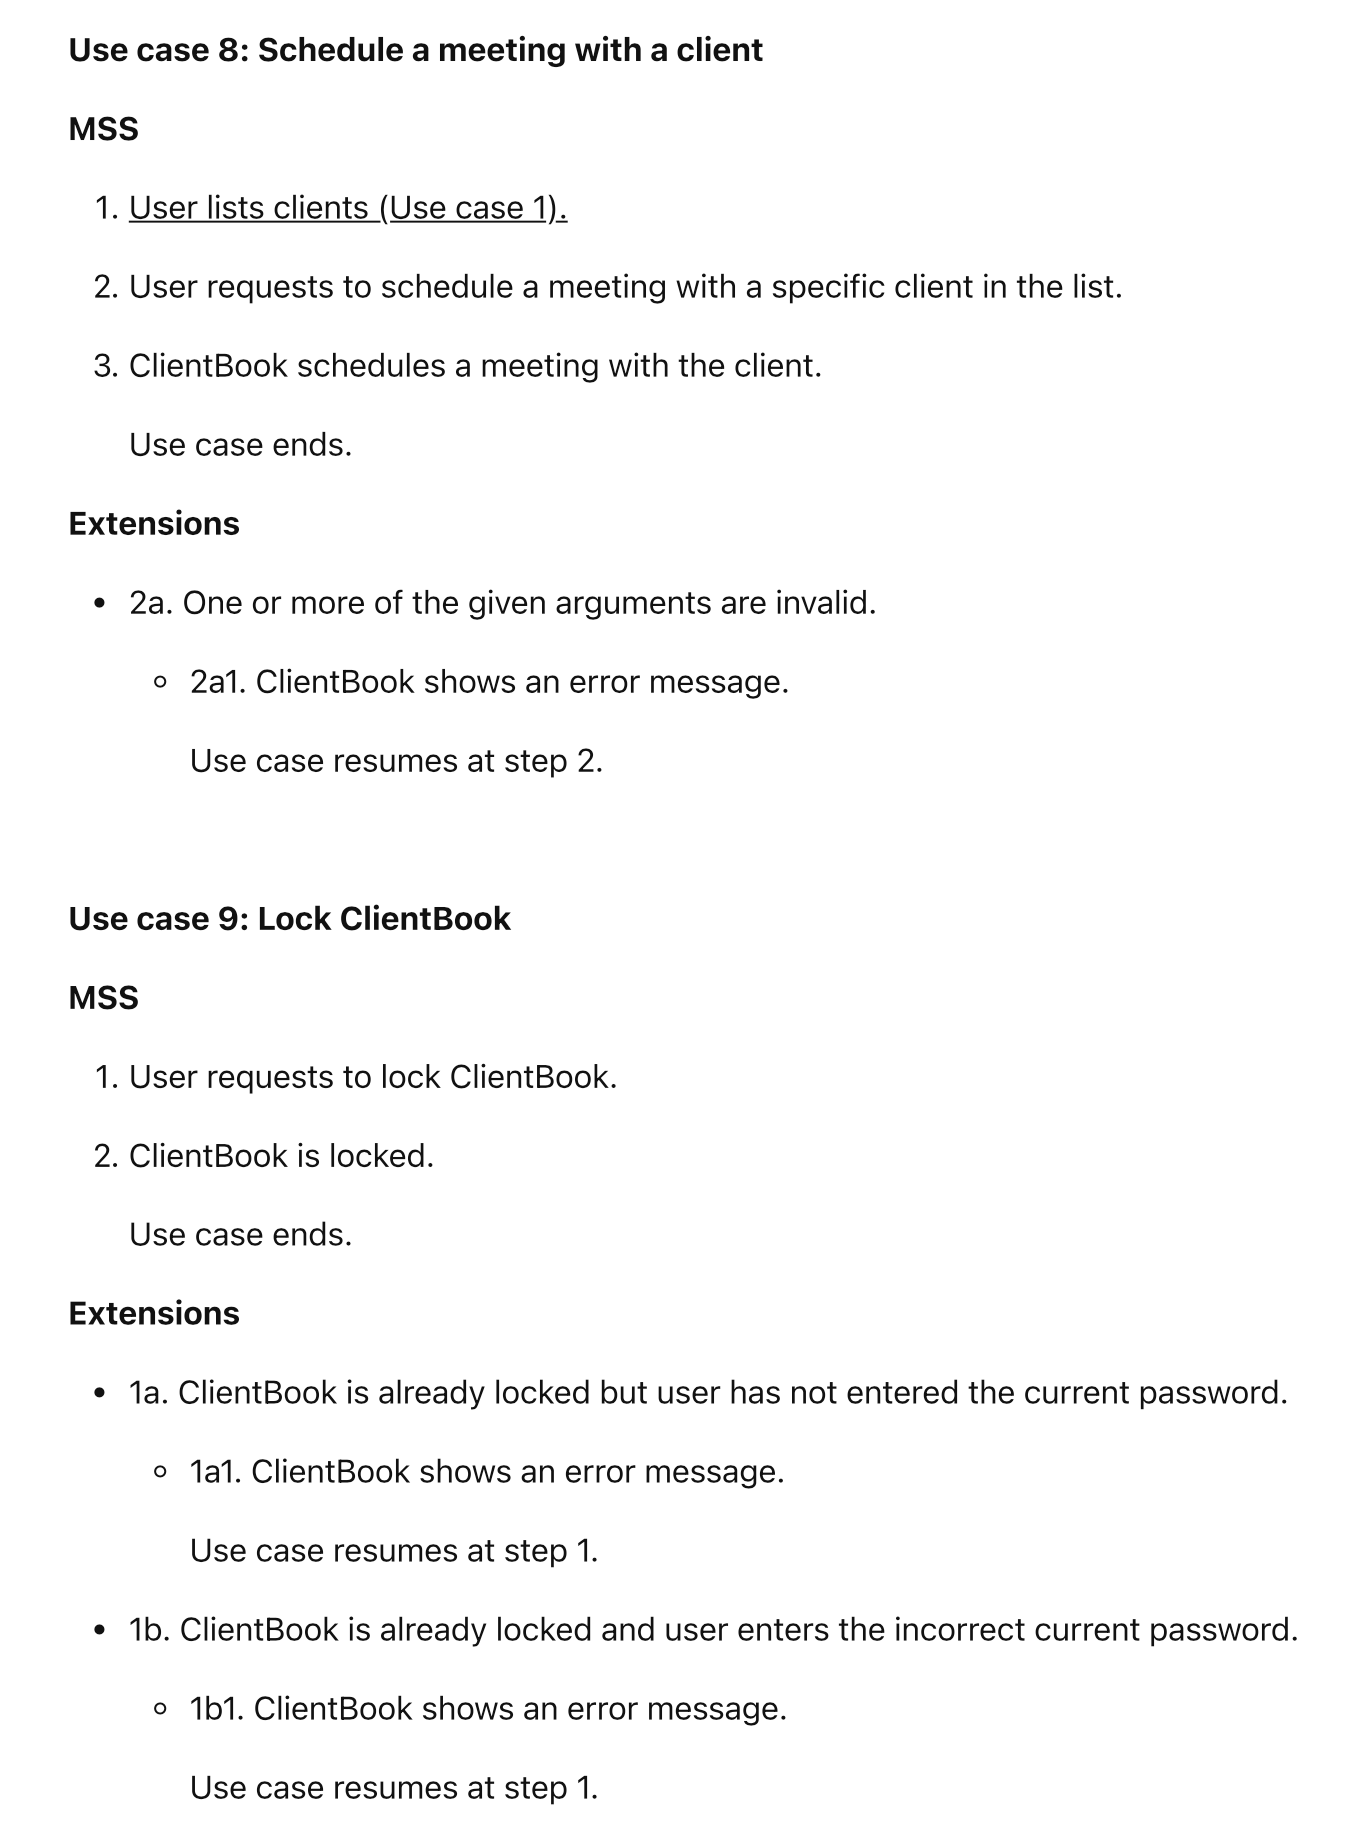 Use case 8: Schedule a meeting with a client
MSS
1. User lists clients (Use case 1).
2. User requests to schedule a meeting with a specific client in the list.
3. ClientBook schedules a meeting with the client.
Use case ends.
Extensions
• 2a. One or more of the given arguments are invalid.
◦ 2a1. ClientBook shows an error message.
Use case resumes at step 2.
Use case 9: Lock ClientBook
MSS
1. User requests to lock ClientBook.
2. ClientBook is locked.
Use case ends.
Extensions
• 1a. ClientBook is already locked but user has not entered the current password.
◦ 1a1. ClientBook shows an error message.
Use case resumes at step 1.
• 1b. ClientBook is already locked and user enters the incorrect current password.
◦ 1b1. ClientBook shows an error message.
Use case resumes at step 1.